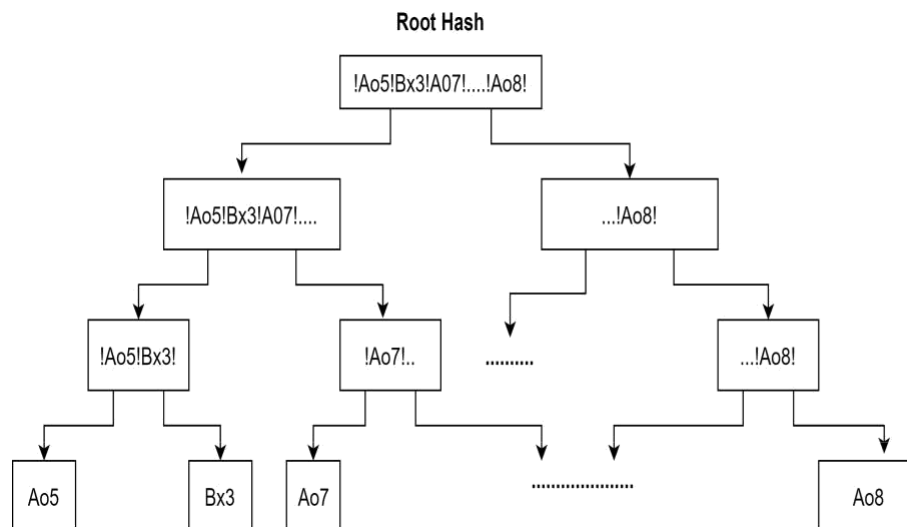 Root Hash
!Ao5!Bx3!A07!....!Ao8!
!Ao5!Bx3!A07!....
...!Ao8!
!Ao5!Bx3!
!Ao7!..
..........
...!Ao8!
Ao5
Bx3
Ao7
.....................
Ao8